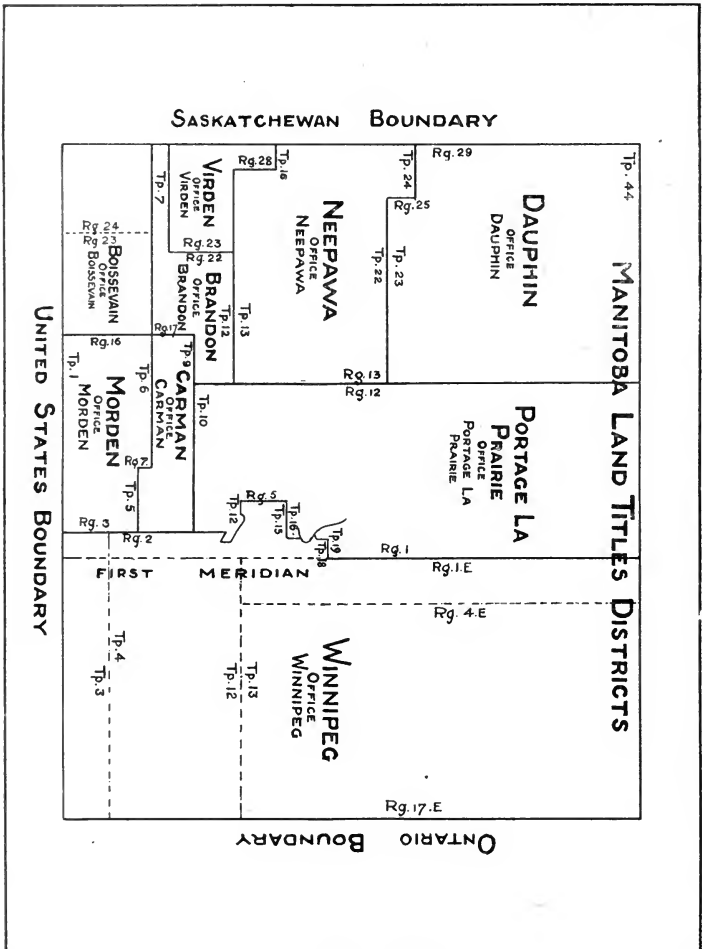 MANITOBA LAND TITLES DISTRICTS
SASKATCHEWAN BOUNDARY
Tp. 44
Rg. 29
DAUPHIN
OFFICE
DAUPHIN
Tp. 24
Rg. 25
Tp. 23
Tp. 22
Rg. 28
Tp. 16
NEEPAWA
OFFICE
NEEPAWA
Tp. 13
Tp. 12
Rg. 13
Rg. 12
VIRDEN
OFFICE
VIRDEN
Tp. 7
Rg. 23
Rg. 22
BRANDON
OFFICE
BRANDON
Rg. 24
Rg. 23
BOISSEVAIN
OFFICE
BOISSEVAIN
Rg. 17
Rg. 16
Tp. 1
Tp. 6
Tp. 9
Tp. 10
MORDEN
OFFICE
MORDEN
CARMAN
OFFICE
CARMAN
Rg 7.
Tp. 5
Rg. 3
Rg. 2
PORTAGE LA
PRAIRIE
OFFICE
PORTAGE LA
PRAIRIE
Tp. 12
Rg. 5
Tp. 16.
Tp. 15
Tp. 19
Tp. 18
Rg. 1
Rg. 1. E
FIRST MERIDIAN
Rg. 4. E
Tp. 4
Tp. 3
Tp. 13
Tp. 12
WINNIPEG
OFFICE
WINNIPEG
Rg. 17. E
UNITED STATES BOUNDARY
ONTARIO BOUNDARY